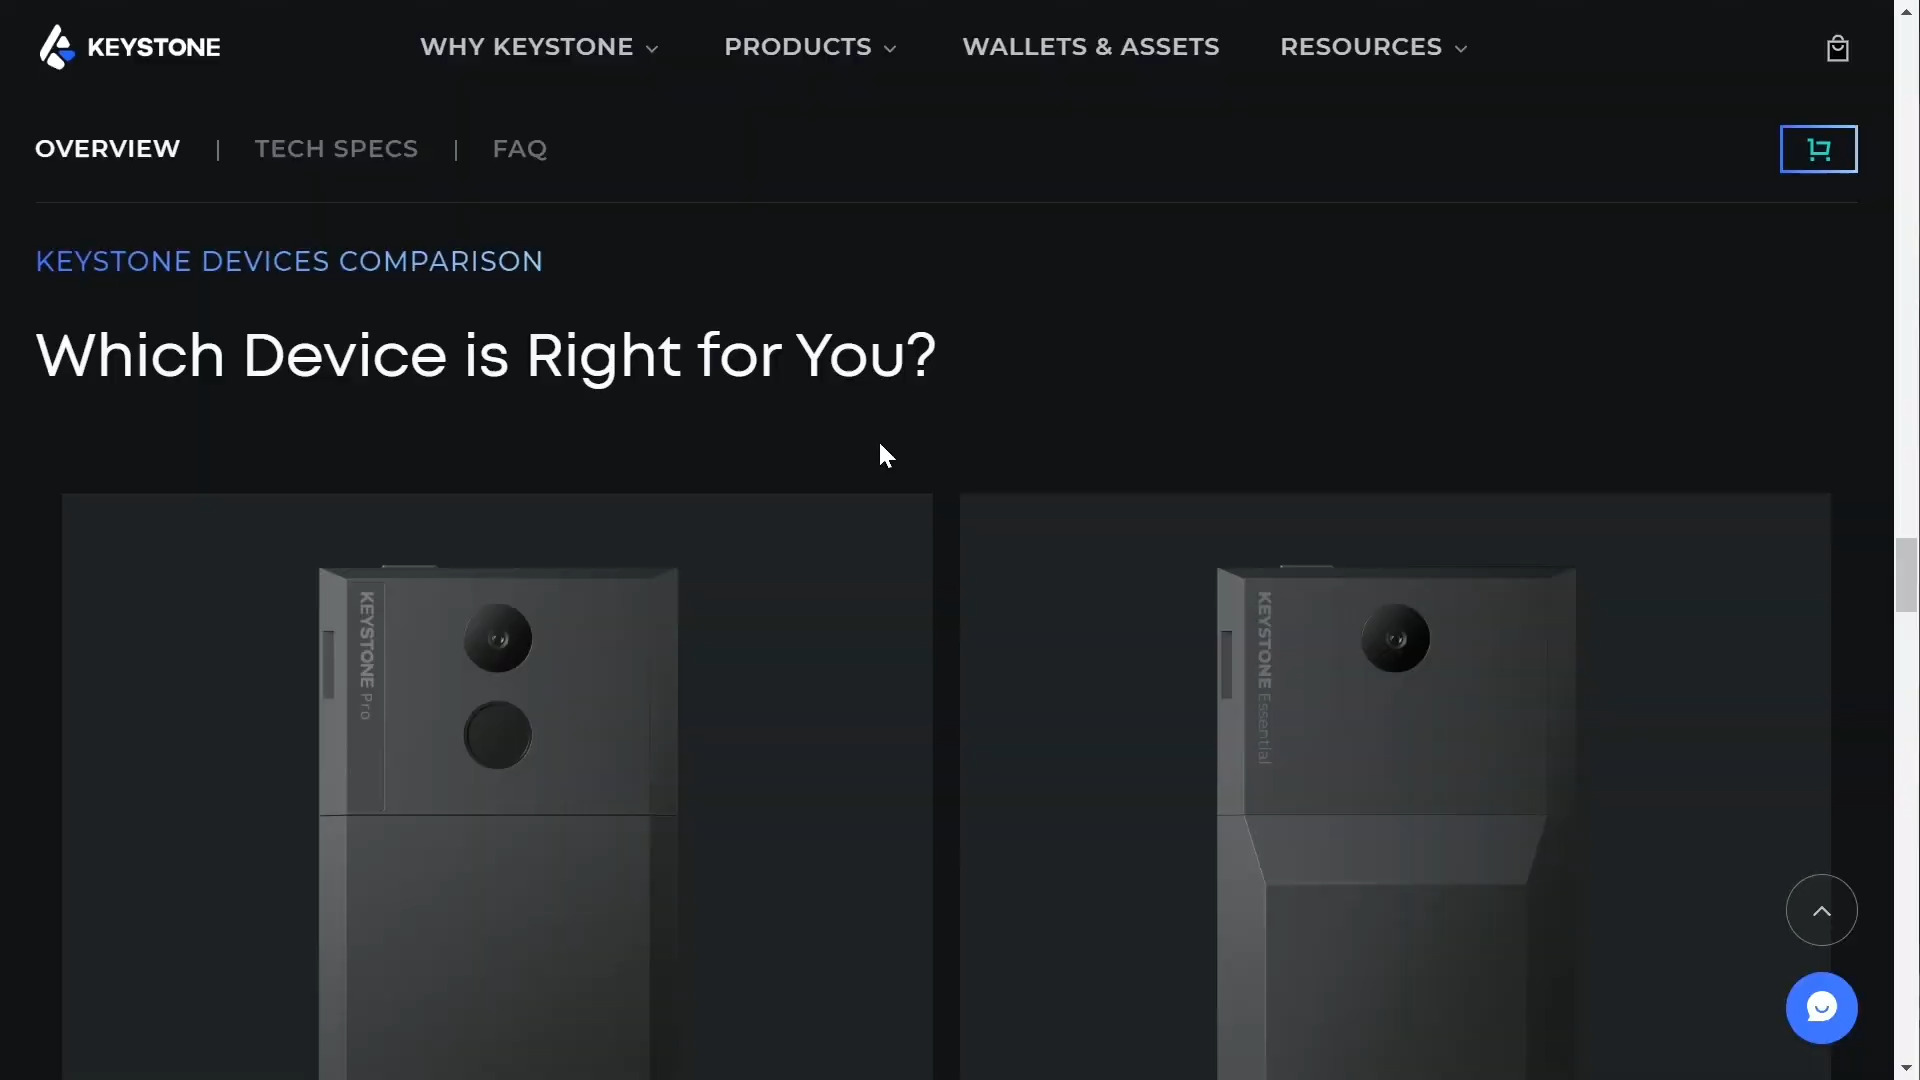 KEYSTONE
WHY KEYSTONE
PRODUCTS
WALLETS & ASSETS
RESOURCES
OVERVIEW | TECH SPECS | FAQ
KEYSTONE DEVICES COMPARISON
Which Device is Right for You?
KEYSTONE Pro
KEYSTONE Essential